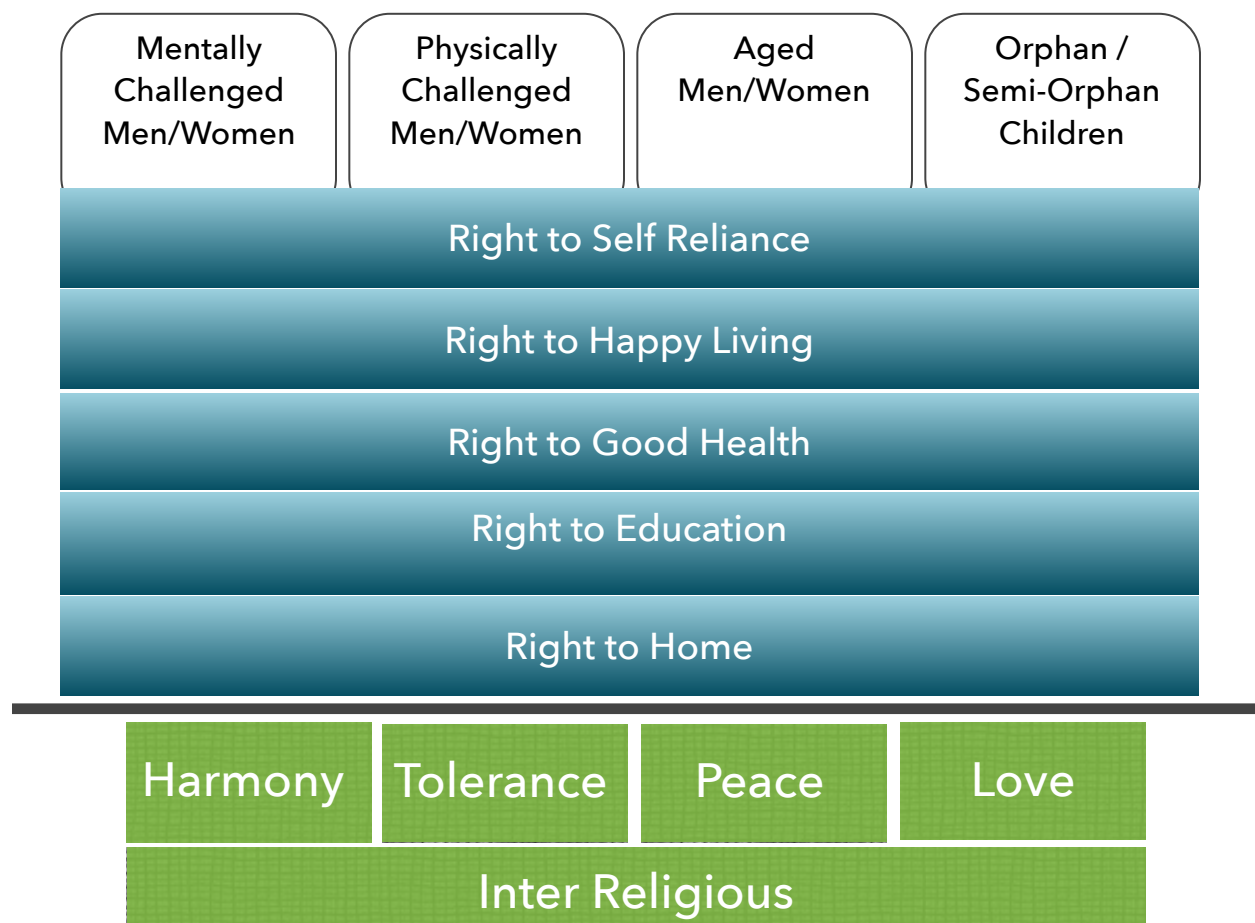 Mentally
Challenged
Men/Women
Physically
Challenged
Men/Women
Aged
Men/Women
Orphan /
Semi-Orphan
Children
Right to Self Reliance
Right to Happy Living
Right to Good Health
Right to Education
Right to Home
Harmony
Tolerance
Peace
Love
Inter Religious